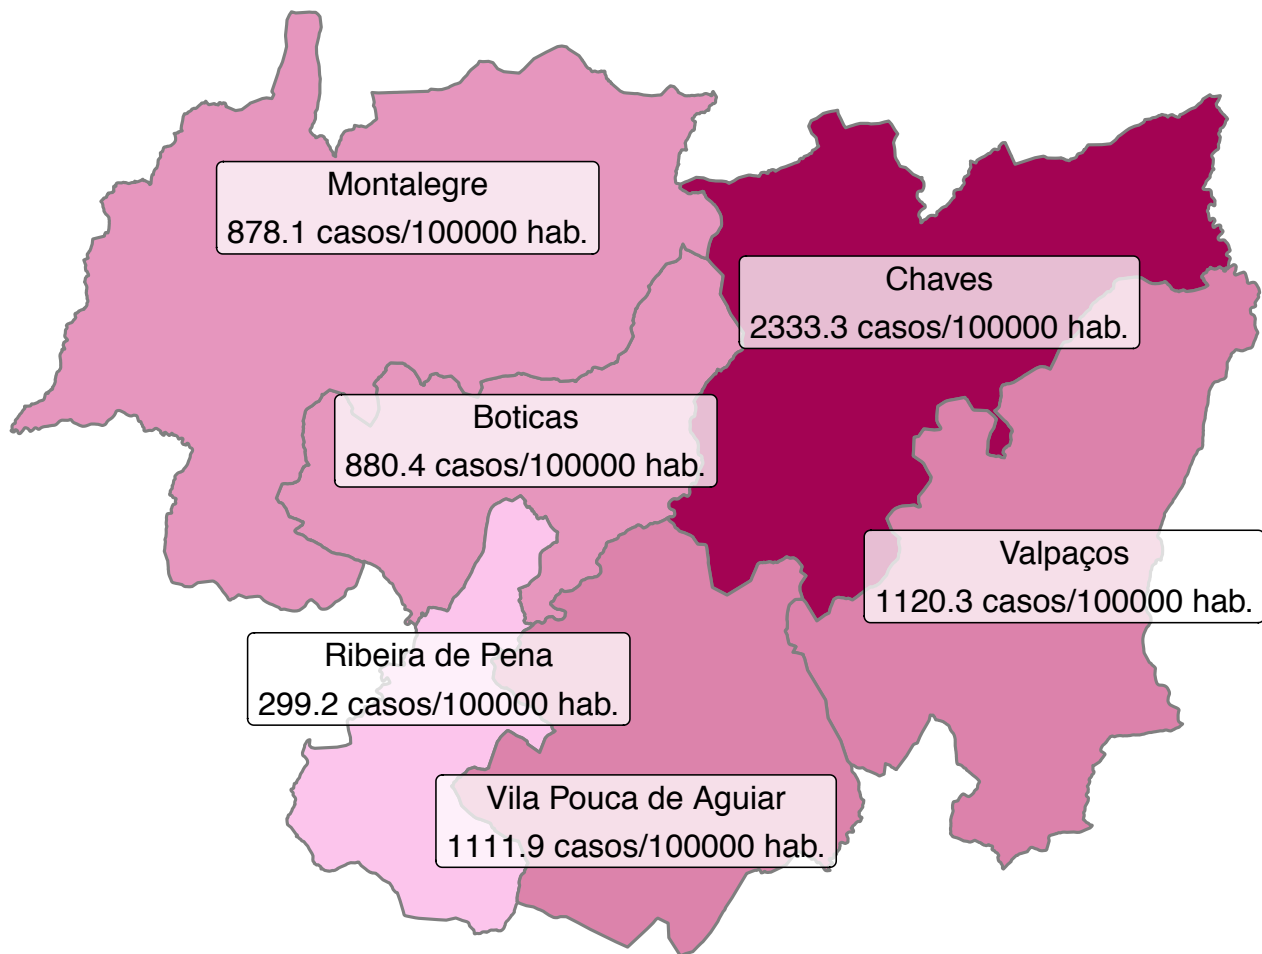 Montalegre
878.1 casos/100000 hab.
Chaves
2333.3 casos/100000 hab.
Boticas
880.4 casos/100000 hab.
Valpaços
1120.3 casos/100000 hab.
Ribeira de Pena
299.2 casos/100000 hab.
Vila Pouca de Aguiar
1111.9 casos/100000 hab.